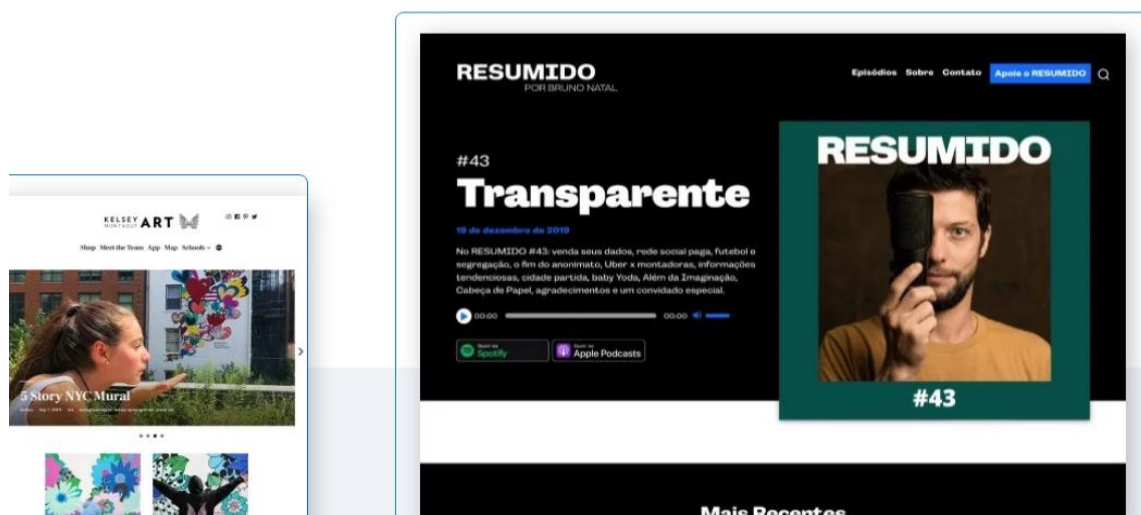 KELSEY
MONTAGUE
ART
Shop Meet the Team App Map Schools
5 Story NYC Mural
RESUMIDO
POR BRUNO NATAL
Episódios Sobre Contato Apoie o RESUMIDO
#43
Transparente
19 de dezembro de 2019
No RESUMIDO #43: venda seus dados, rede social paga, futebol e
segregação, o fim do anonimato, Uber x montadoras, informações
tendenciosas, cidade partida, baby Yoda, Além da Imaginação,
Cabeça de Papel, agradecimentos e um convidado especial.
00:00 00:00
Spotify
Apple Podcasts
RESUMIDO
#43
Mais Recentes